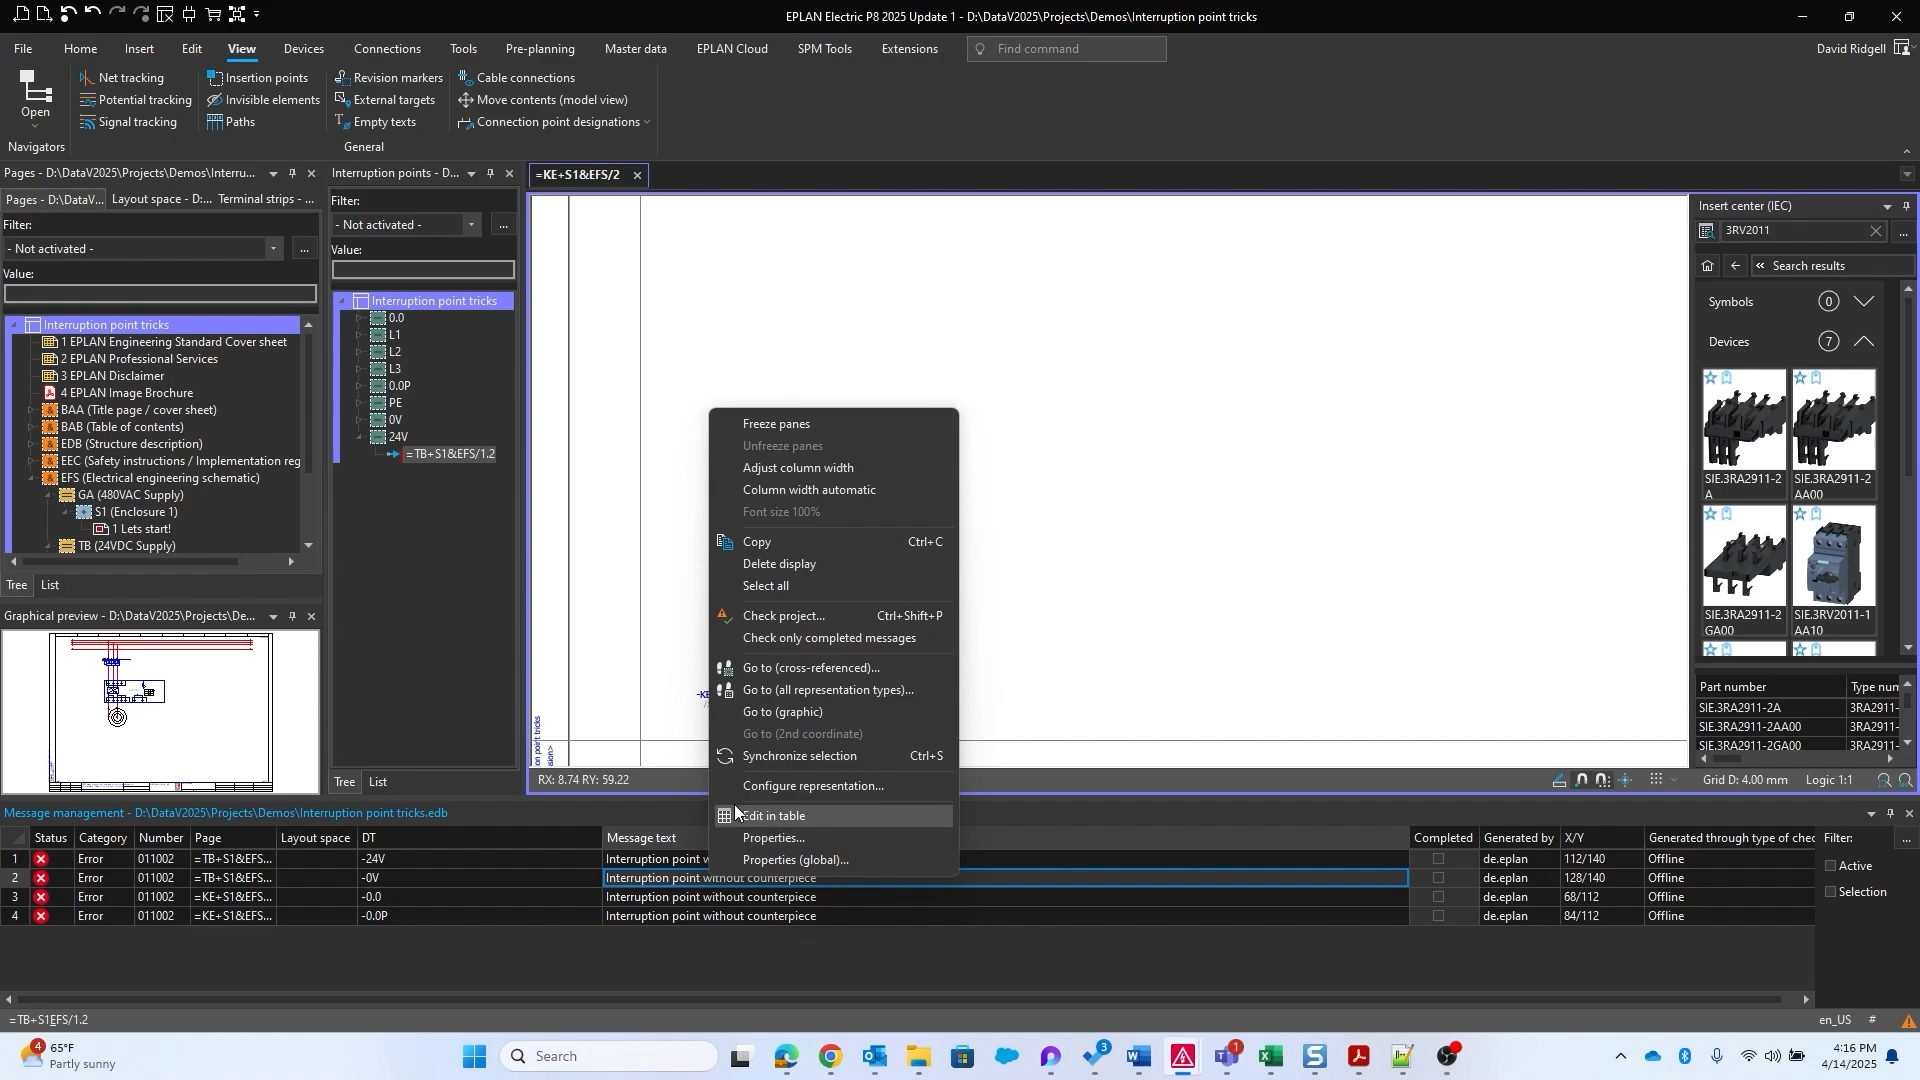 EPLAN Electric P8 2025 Update 1 - D:\DataV2025\Projects\Demos\Interruption point tricks
File Home Insert Edit View Devices Connections Tools Pre-planning Master data EPLAN Cloud SPM Tools Extensions Find command David Ridgell
Net tracking Insertion points Revision markers Cable connections
Open Potential tracking Invisible elements External targets Move contents (model view)
Signal tracking Paths Empty texts Connection point designations
Navigators General
Pages - D:\DataV2025\Projects\Demos\Interru...
Pages - D:\DataV... Layout space - D:... Terminal strips - ...
Filter:
- Not activated - ...
Value:
Interruption point tricks
1 EPLAN Engineering Standard Cover sheet
2 EPLAN Professional Services
3 EPLAN Disclaimer
4 EPLAN Image Brochure
BAA (Title page / cover sheet)
BAB (Table of contents)
EDB (Structure description)
EEC (Safety instructions / Implementation reg
EFS (Electrical engineering schematic)
GA (480VAC Supply)
S1 (Enclosure 1)
1 Lets start!
TB (24VDC Supply)
Tree List
Graphical preview - D:\DataV2025\Projects\De...
Interruption points - D...
Filter:
- Not activated - ...
Value:
Interruption point tricks
0.0
L1
L2
L3
0.0P
PE
0V
24V
=TB+S1&EFS/1.2
Tree List
=KE+S1&EFS/2
-KE
RX: 8.74 RY: 59.22
Grid D: 4.00 mm Logic 1:1
Freeze panes
Unfreeze panes
Adjust column width
Column width automatic
Font size 100%
Copy Ctrl+C
Delete display
Select all
Check project... Ctrl+Shift+P
Check only completed messages
Go to (cross-referenced)...
Go to (all representation types)...
Go to (graphic)
Go to (2nd coordinate)
Synchronize selection Ctrl+S
Configure representation...
Edit in table
Properties...
Properties (global)...
Insert center (IEC)
3RV2011 ...
« Search results
Symbols 0
Devices 7
SIE.3RA2911-2A
SIE.3RA2911-2AA00
SIE.3RA2911-2GA00
SIE.3RV2011-1AA10
Part number Type num
SIE.3RA2911-2A 3RA2911-
SIE.3RA2911-2AA00 3RA2911-
SIE.3RA2911-2GA00 3RA2911-
Message management - D:\DataV2025\Projects\Demos\Interruption point tricks.edb
Status Category Number Page Layout space DT Message text Completed Generated by X/Y Generated through type of chec
1 Error 011002 =TB+S1&EFS... -24V Interruption point w de.eplan 112/140 Offline
2 Error 011002 =TB+S1&EFS... -0V Interruption point without counterpiece de.eplan 128/140 Offline
3 Error 011002 =KE+S1&EFS... -0.0 Interruption point without counterpiece de.eplan 68/112 Offline
4 Error 011002 =KE+S1&EFS... -0.0P Interruption point without counterpiece de.eplan 84/112 Offline
Filter: ...
Active
Selection
=TB+S1EFS/1.2 en_US #
4 65°F
Partly sunny
Search
3
1
4:16 PM
4/14/2025